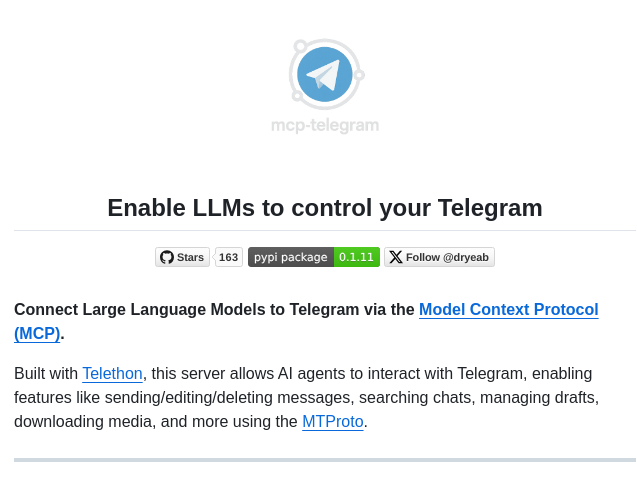 mcp-telegram
Enable LLMs to control your Telegram
Stars 163 pypi package 0.1.11 Follow @dryeab
Connect Large Language Models to Telegram via the Model Context Protocol
(MCP).
Built with Telethon, this server allows AI agents to interact with Telegram, enabling
features like sending/editing/deleting messages, searching chats, managing drafts,
downloading media, and more using the MTProto.